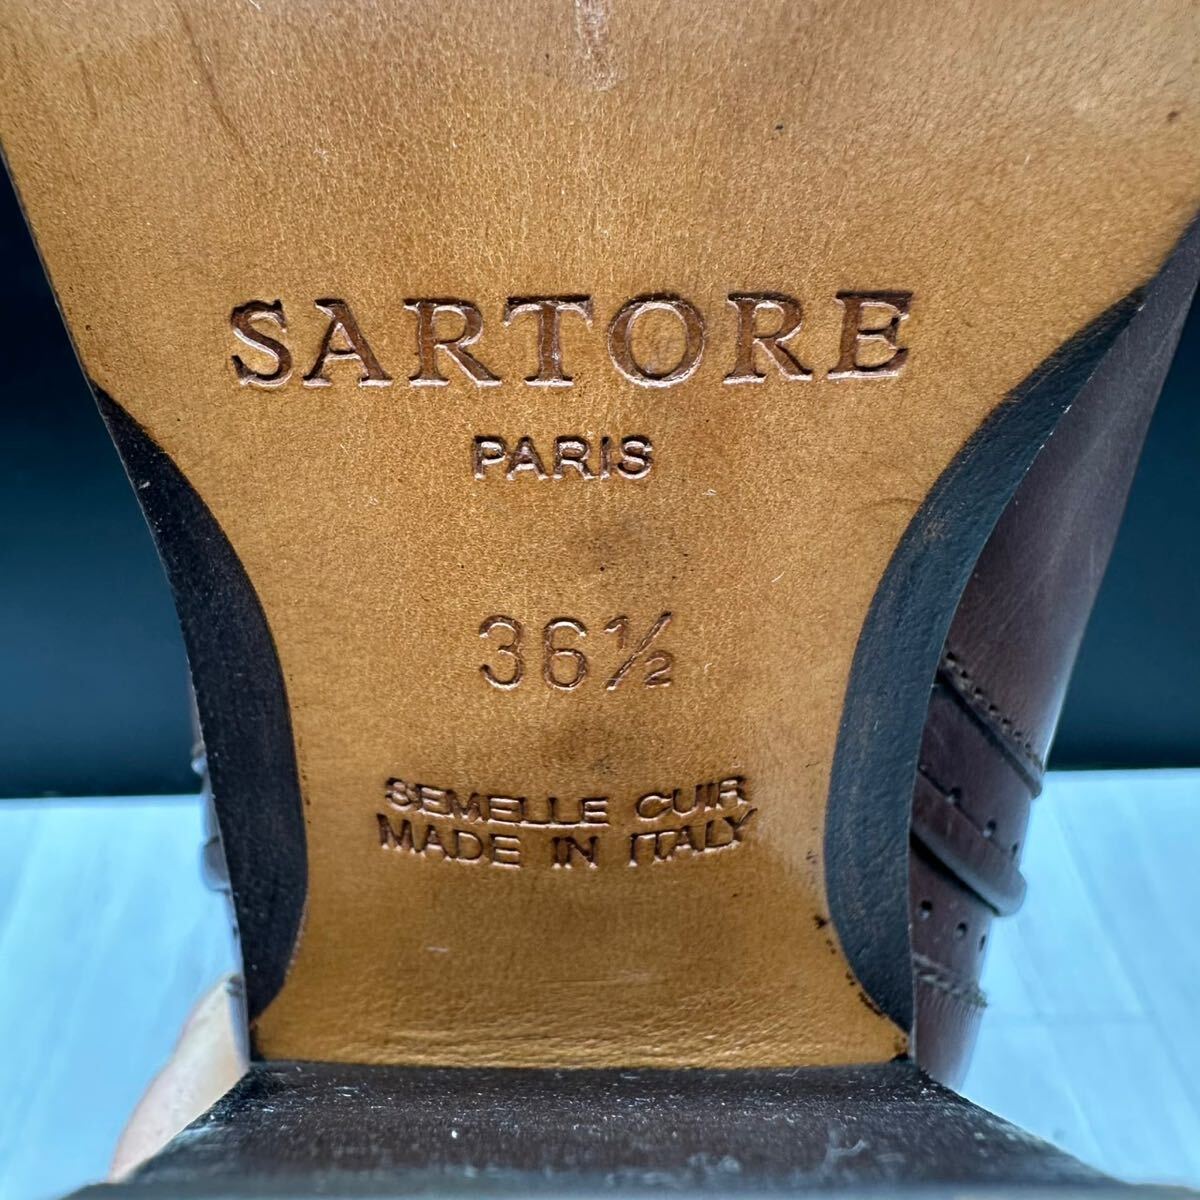 SARTORE
PARIS
36½
SEMELLE CUIR
MADE IN ITALY